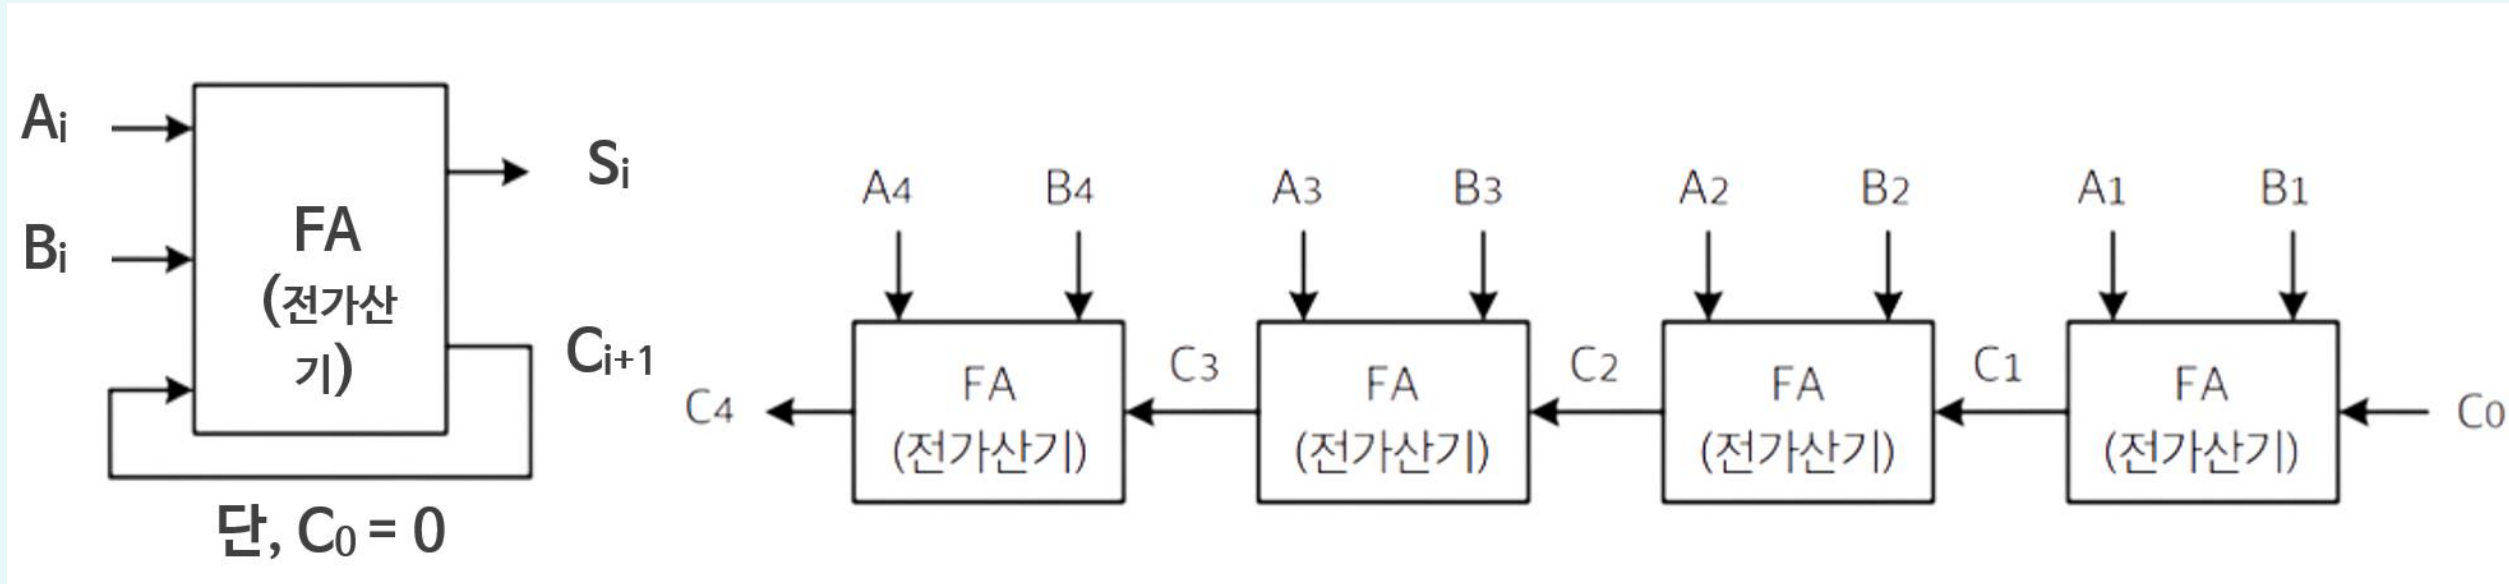 Ai
Bi
FA
(전가산
기)
Si
Ci+1
단, C0 = 0
A4 B4 A3 B3 A2 B2 A1 B1
C4
FA
(전가산기)
C3
FA
(전가산기)
C2
FA
(전가산기)
C1
FA
(전가산기)
C0